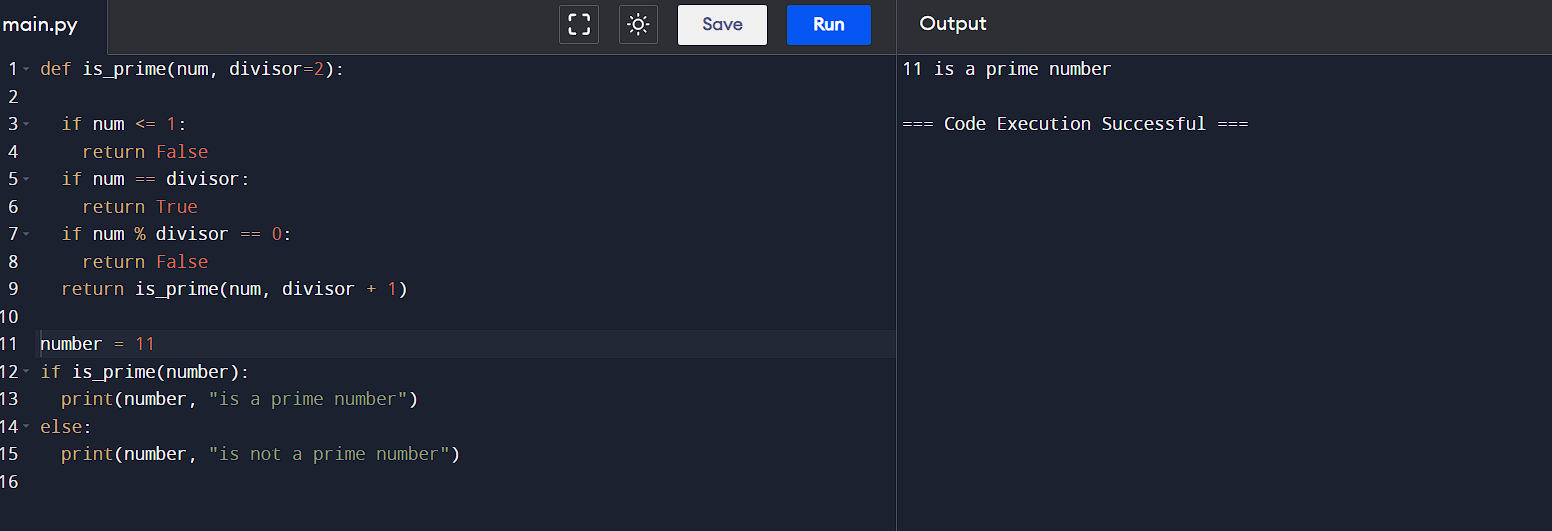 main.py Save Run Output
1 def is_prime(num, divisor=2):
2
3   if num <= 1:
4     return False
5   if num == divisor:
6     return True
7   if num % divisor == 0:
8     return False
9   return is_prime(num, divisor + 1)
10
11 number = 11
12 if is_prime(number):
13   print(number, "is a prime number")
14 else:
15   print(number, "is not a prime number")
16
11 is a prime number
=== Code Execution Successful ===